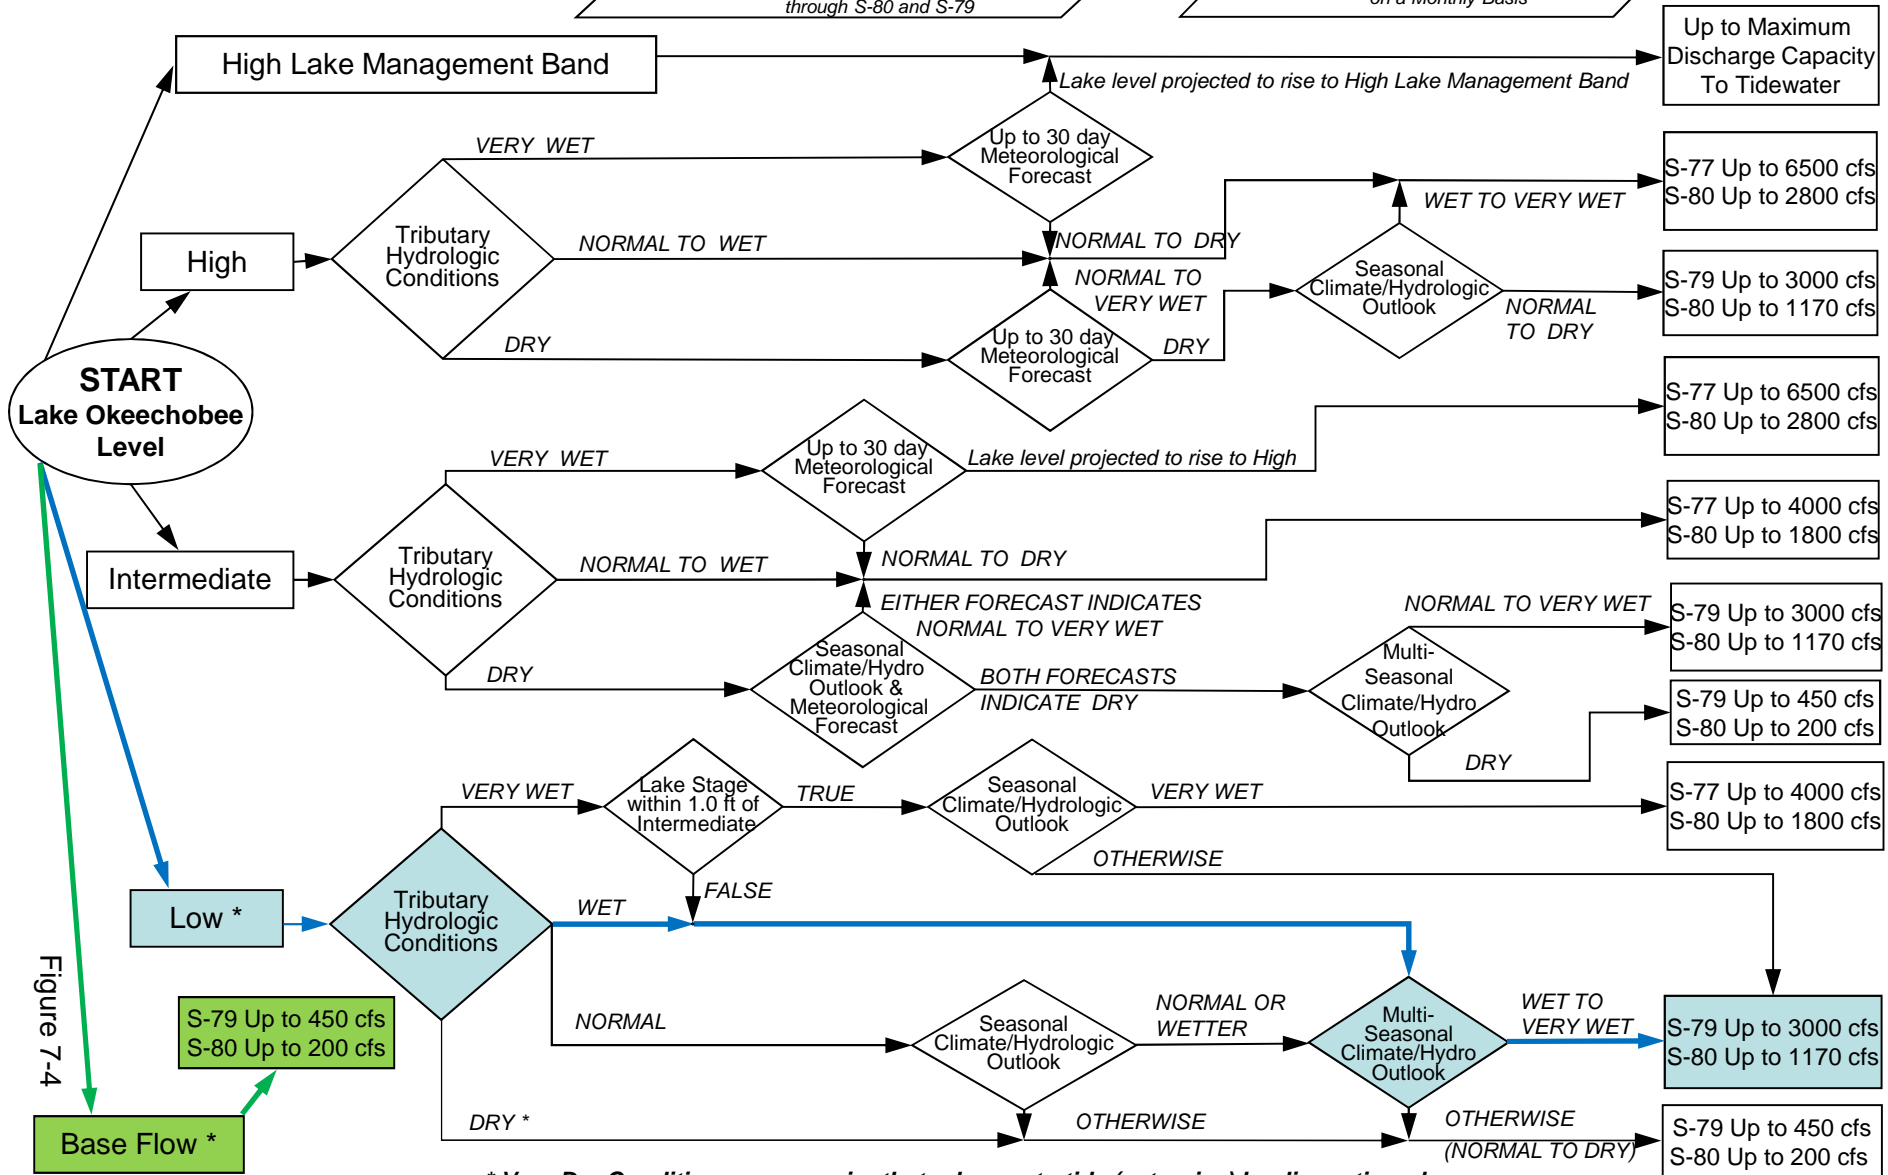 through S-80 and S-79
on a Monthly Basis
High Lake Management Band
Up to Maximum
Discharge Capacity
To Tidewater
Lake level projected to rise to High Lake Management Band
VERY WET
Up to 30 day
Meteorological
Forecast
S-77 Up to 6500 cfs
S-80 Up to 2800 cfs
WET TO VERY WET
Tributary
Hydrologic
Conditions
NORMAL TO WET
NORMAL TO DRY
High
NORMAL TO
VERY WET
Seasonal
Climate/Hydrologic
Outlook
S-79 Up to 3000 cfs
S-80 Up to 1170 cfs
NORMAL
TO DRY
DRY
Up to 30 day
Meteorological
Forecast
DRY
START
Lake Okeechobee
Level
S-77 Up to 6500 cfs
S-80 Up to 2800 cfs
VERY WET
Up to 30 day
Meteorological
Forecast
Lake level projected to rise to High
S-77 Up to 4000 cfs
S-80 Up to 1800 cfs
Intermediate
Tributary
Hydrologic
Conditions
NORMAL TO WET
NORMAL TO DRY
EITHER FORECAST INDICATES
NORMAL TO VERY WET
NORMAL TO VERY WET
S-79 Up to 3000 cfs
S-80 Up to 1170 cfs
DRY
Seasonal
Climate/Hydro
Outlook &
Meteorological
Forecast
BOTH FORECASTS
INDICATE DRY
Multi-
Seasonal
Climate/Hydro
Outlook
S-79 Up to 450 cfs
S-80 Up to 200 cfs
DRY
VERY WET
Lake Stage
within 1.0 ft of
Intermediate
TRUE
Seasonal
Climate/Hydrologic
Outlook
VERY WET
S-77 Up to 4000 cfs
S-80 Up to 1800 cfs
OTHERWISE
FALSE
Low *
Tributary
Hydrologic
Conditions
WET
NORMAL
Seasonal
Climate/Hydrologic
Outlook
NORMAL OR
WETTER
Multi-
Seasonal
Climate/Hydro
Outlook
WET TO
VERY WET
S-79 Up to 3000 cfs
S-80 Up to 1170 cfs
Figure 7-4
S-79 Up to 450 cfs
S-80 Up to 200 cfs
Base Flow *
DRY *
OTHERWISE
OTHERWISE
(NORMAL TO DRY)
S-79 Up to 450 cfs
S-80 Up to 200 cfs